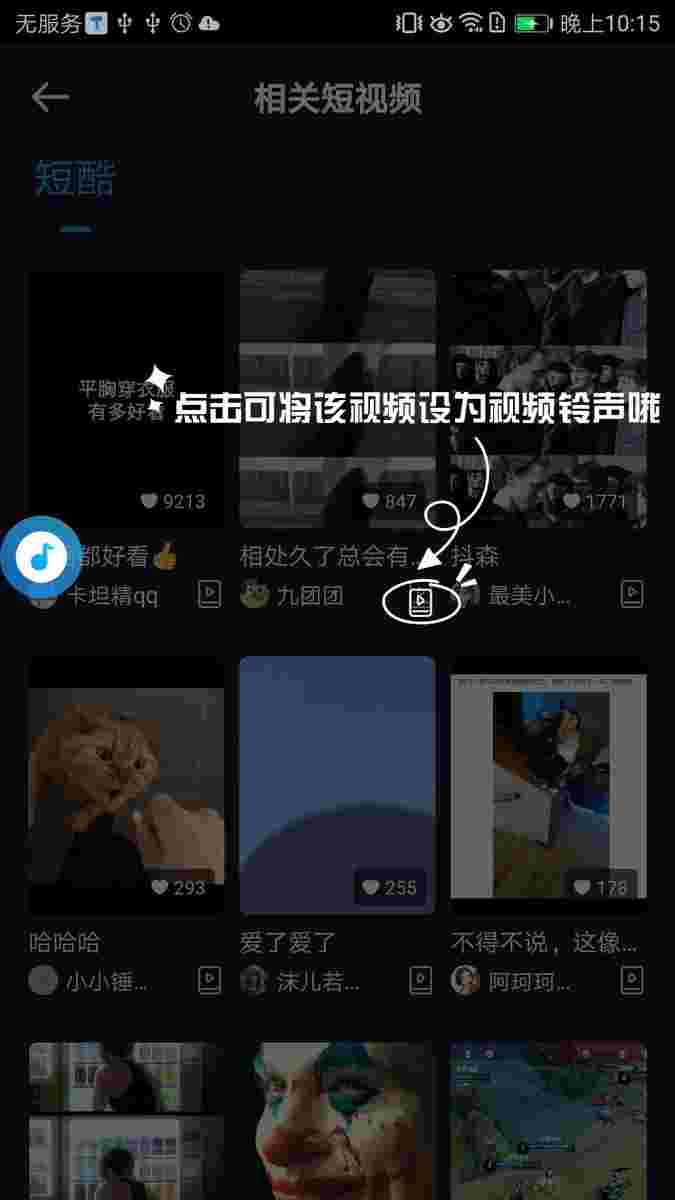 无服务
晚上10:15
相关短视频
短酷
平胸穿衣服
有多好看
点击可将该视频设为视频铃声哦
9213
847
1771
都好看👍
相处久了总会有...
抖森
卡坦精qq
九团团
最美小...
293
255
178
哈哈哈
爱了爱了
不得不说，这像...
小小锤...
沫儿若...
阿珂珂...